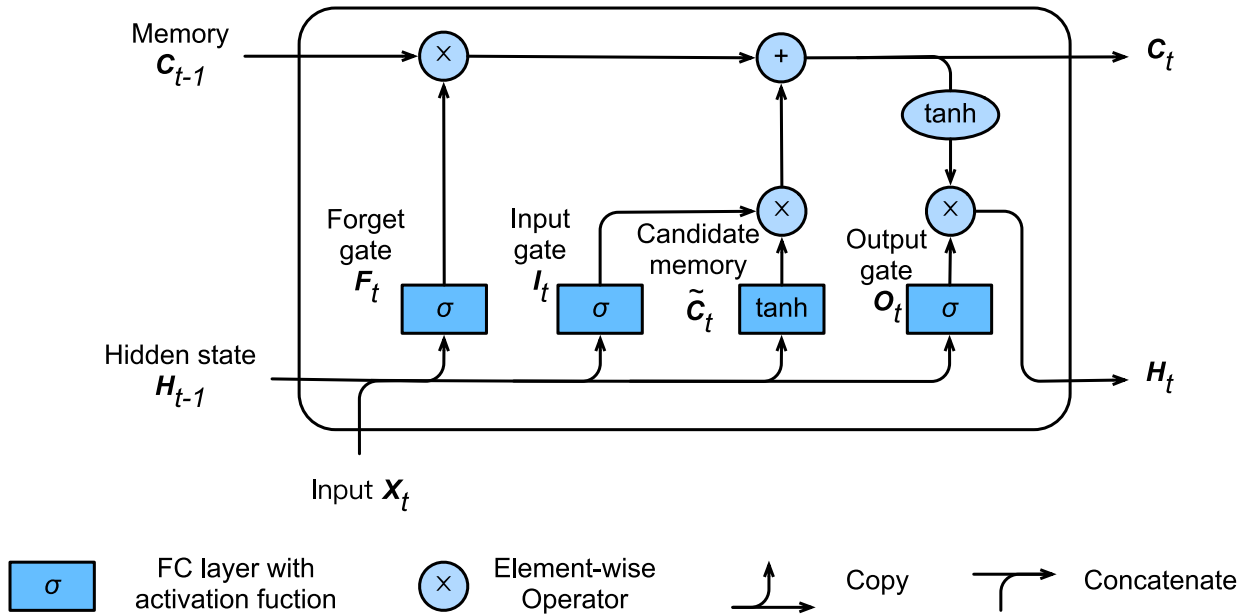 Memory
C_{t-1}
×
+
C_t
tanh
Forget
gate
F_t
Input
gate
I_t
×
Candidate
memory
C̃_t
Output
gate
O_t
×
σ
σ
tanh
σ
Hidden state
H_{t-1}
H_t
Input X_t
σ
FC layer with
activation fuction
×
Element-wise
Operator
Copy
Concatenate